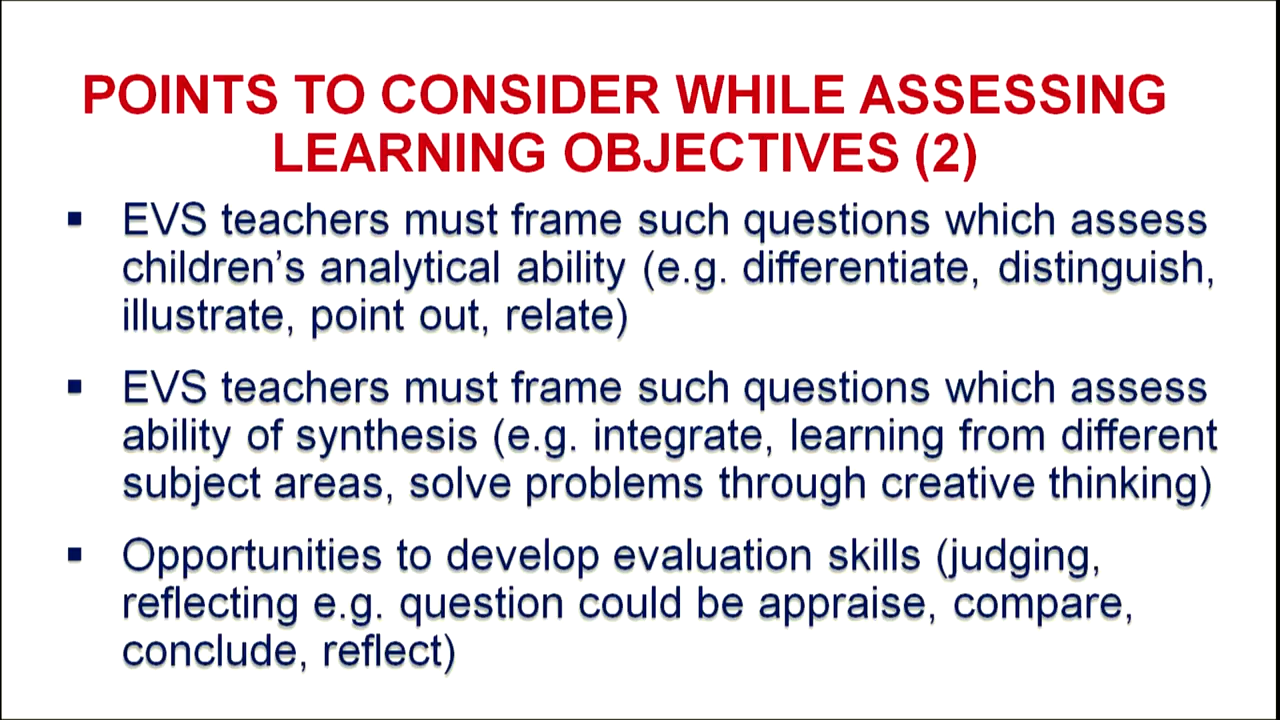 POINTS TO CONSIDER WHILE ASSESSING
LEARNING OBJECTIVES (2)
▪ EVS teachers must frame such questions which assess
children’s analytical ability (e.g. differentiate, distinguish,
illustrate, point out, relate)
▪ EVS teachers must frame such questions which assess
ability of synthesis (e.g. integrate, learning from different
subject areas, solve problems through creative thinking)
▪ Opportunities to develop evaluation skills (judging,
reflecting e.g. question could be appraise, compare,
conclude, reflect)